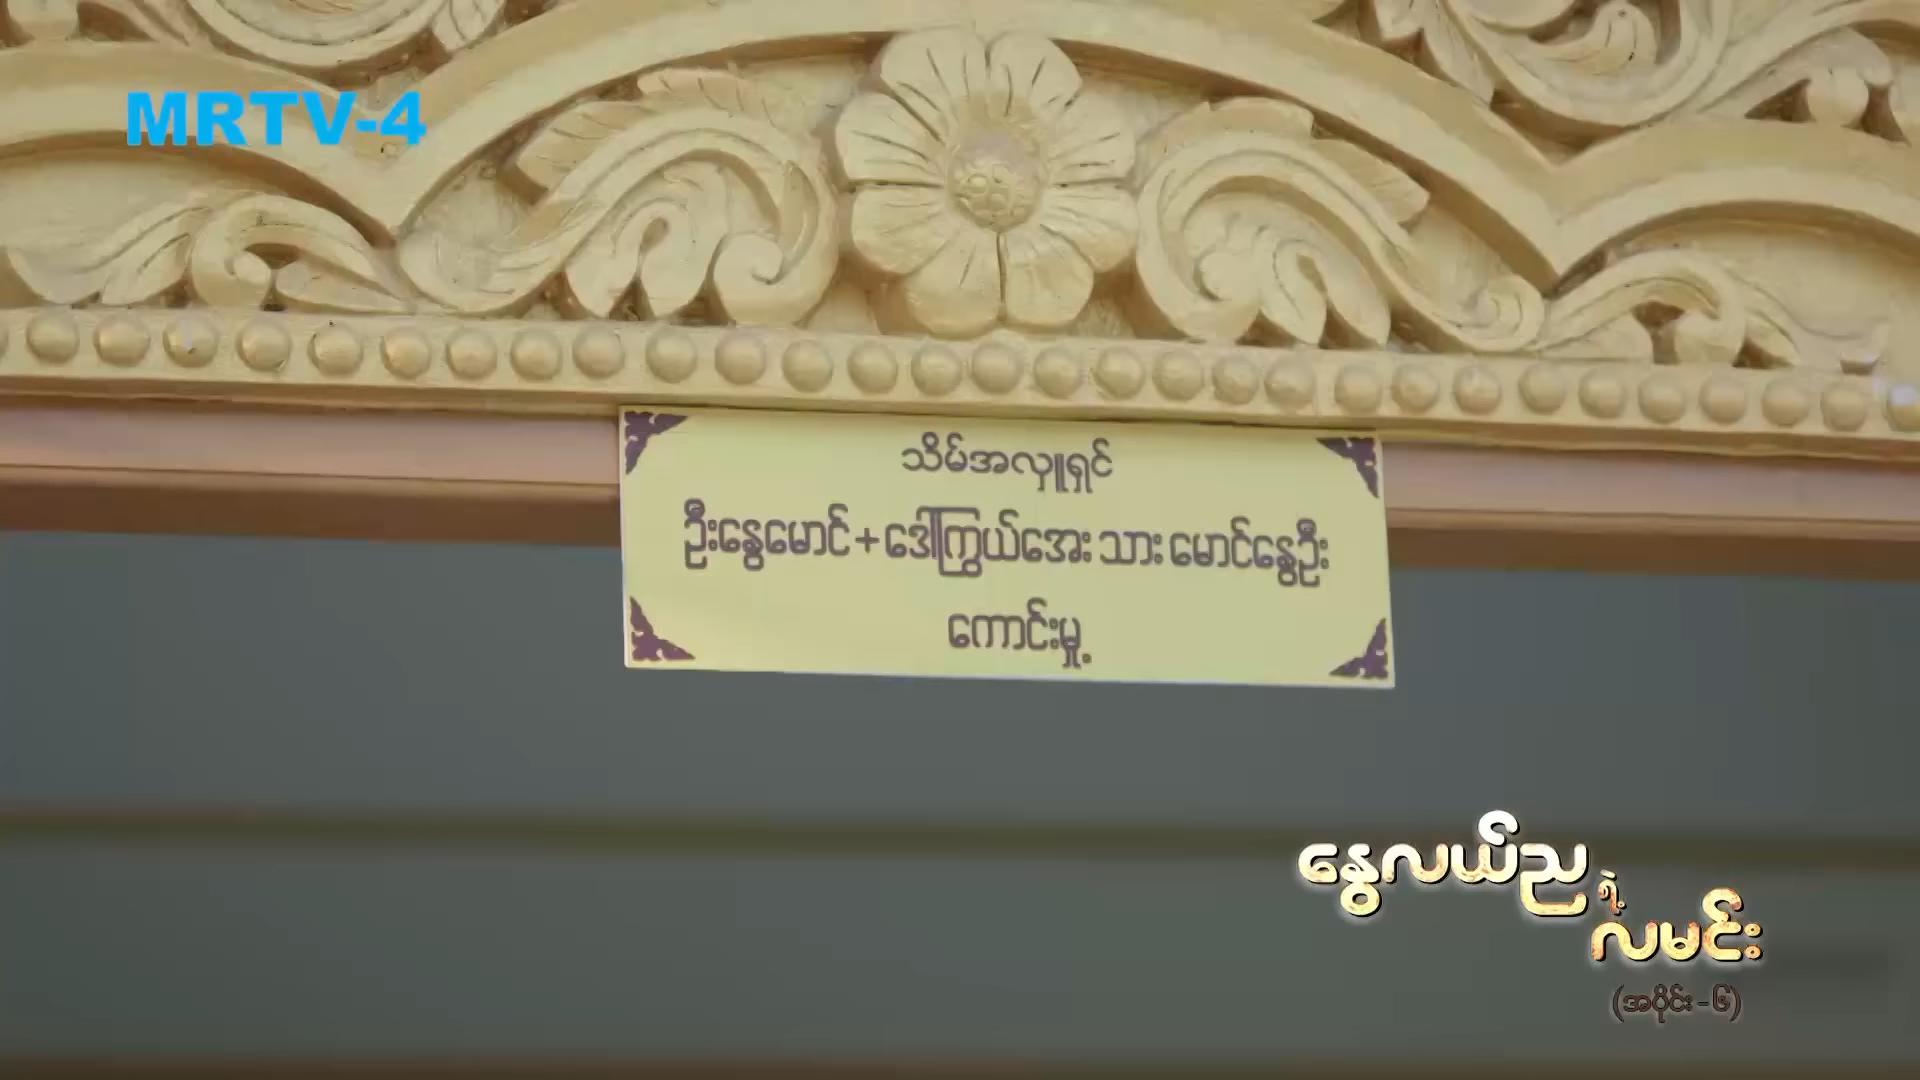 MRTV-4
သိမ်အလှူရှင်
ဦးနွေမောင်+ဒေါ်ကြွယ်အေး သား မောင်နွေဦး
ကောင်းမှု့
နွေလယ်ည
ရဲ့
လမင်း
(အပိုင်း-၆)